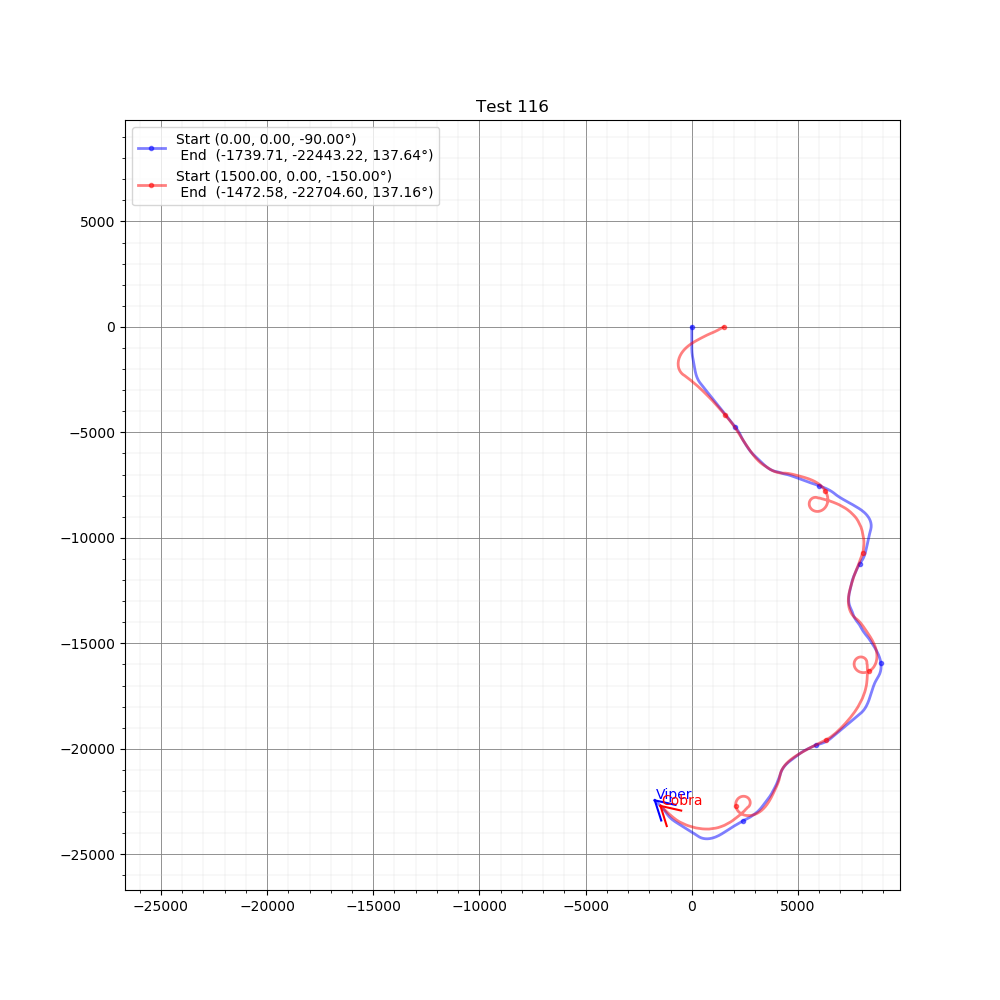 Test 116
Start (0.00, 0.00, -90.00°)
End (-1739.71, -22443.22, 137.64°)
Start (1500.00, 0.00, -150.00°)
End (-1472.58, -22704.60, 137.16°)
5000
0
−5000
−10000
−15000
−20000
−25000
Viper
Cobra
−25000 −20000 −15000 −10000 −5000 0 5000